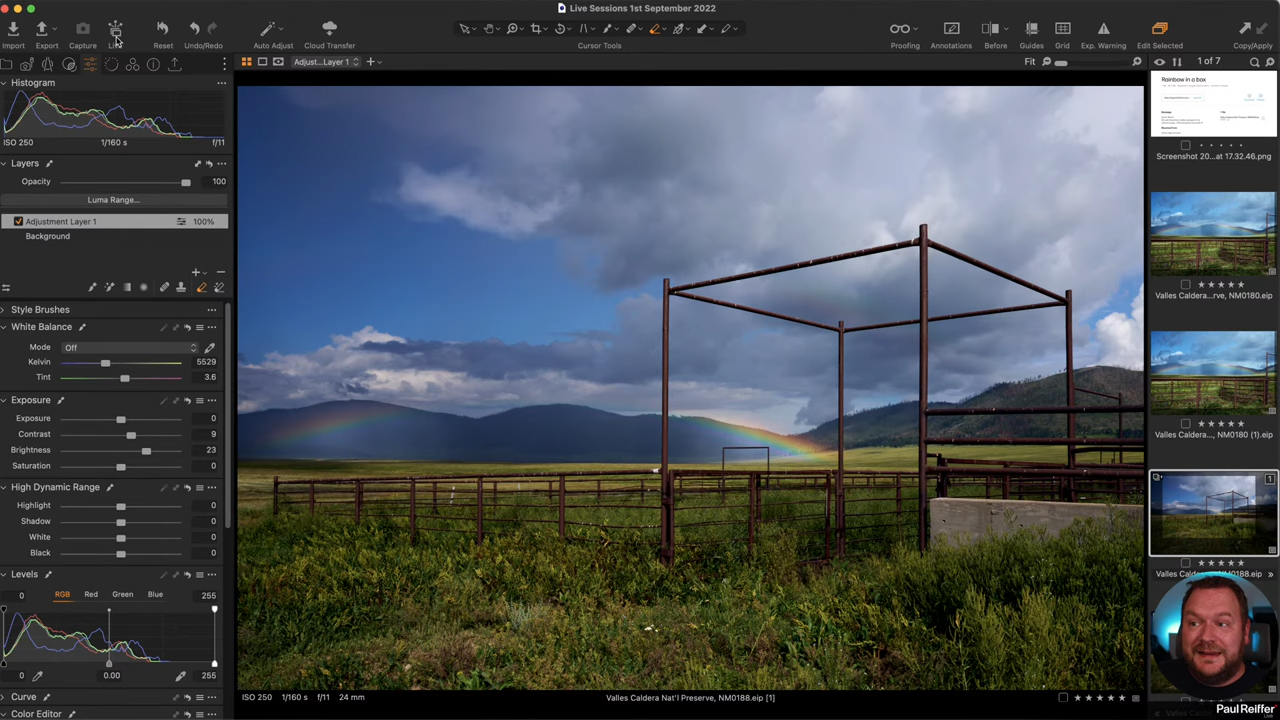 Live Sessions 1st September 2022
Import Export Capture Live Reset Undo/Redo Auto Adjust Cloud Transfer Cursor Tools Proofing Annotations Before Grid Guides Exp. Warning Edit Selected Copy/Apply
Adjust...Layer 1
Fit
1 of 7
Histogram
ISO 250 1/160 s f/11
Layers
Opacity 100
Luma Range...
Adjustment Layer 1 100%
Background
Style Brushes
White Balance
Mode Off
Kelvin 5529
Tint 3.6
Exposure
Exposure 0
Contrast 9
Brightness 23
Saturation 0
High Dynamic Range
Highlight 0
Shadow 0
White 0
Black 0
Levels
0 RGB Red Green Blue 255
0 0.00 255
Curve
Color Editor
ISO 250 1/160 s f/11 24 mm
Valles Caldera Nat'l Preserve, NM0188.eip [1]
Rainbow in a box
Screenshot 20...at 17.32.46.png
Valles Caldera...rve, NM0180.eip
Valles Caldera..., NM0180 (1).eip
1
Paul Reiffer
Live